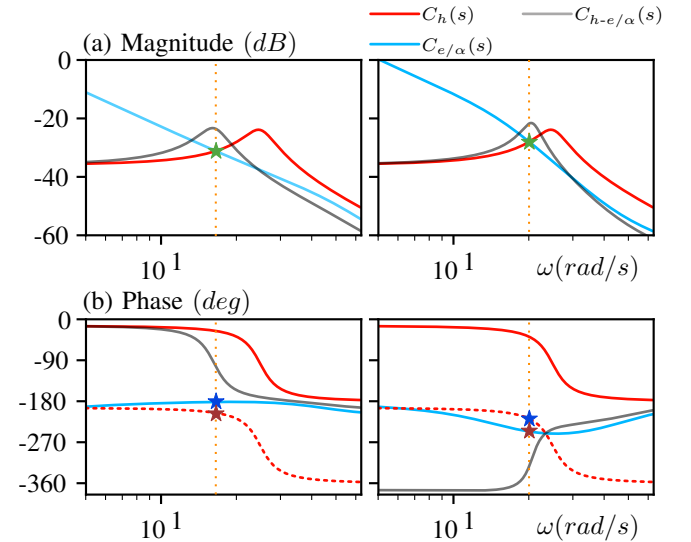 C_h(s) C_{h-e/α}(s)
(a) Magnitude (dB) C_{e/α}(s)
0
-20
-40
-60
10^1 10^1 ω(rad/s)
(b) Phase (deg)
0
-90
-180
-270
-360
10^1 10^1 ω(rad/s)